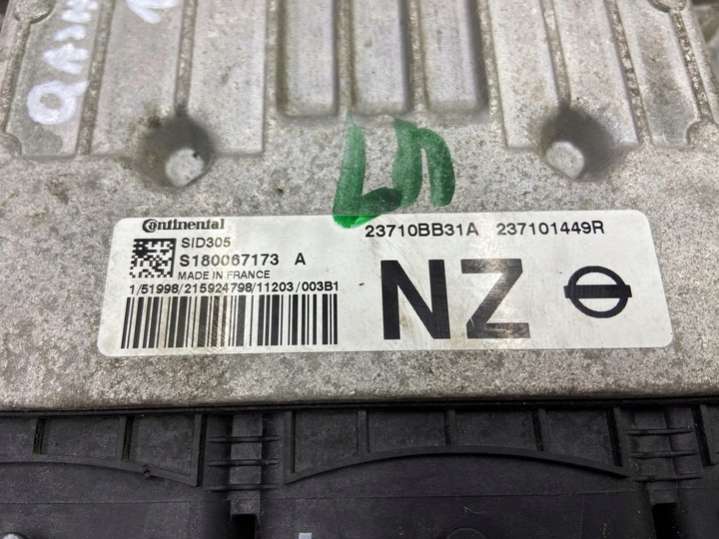 Continental
SID305
S180067173 A
MADE IN FRANCE
1/51998/215924798/11203/003B1
23710BB31A 237101449R
NZ